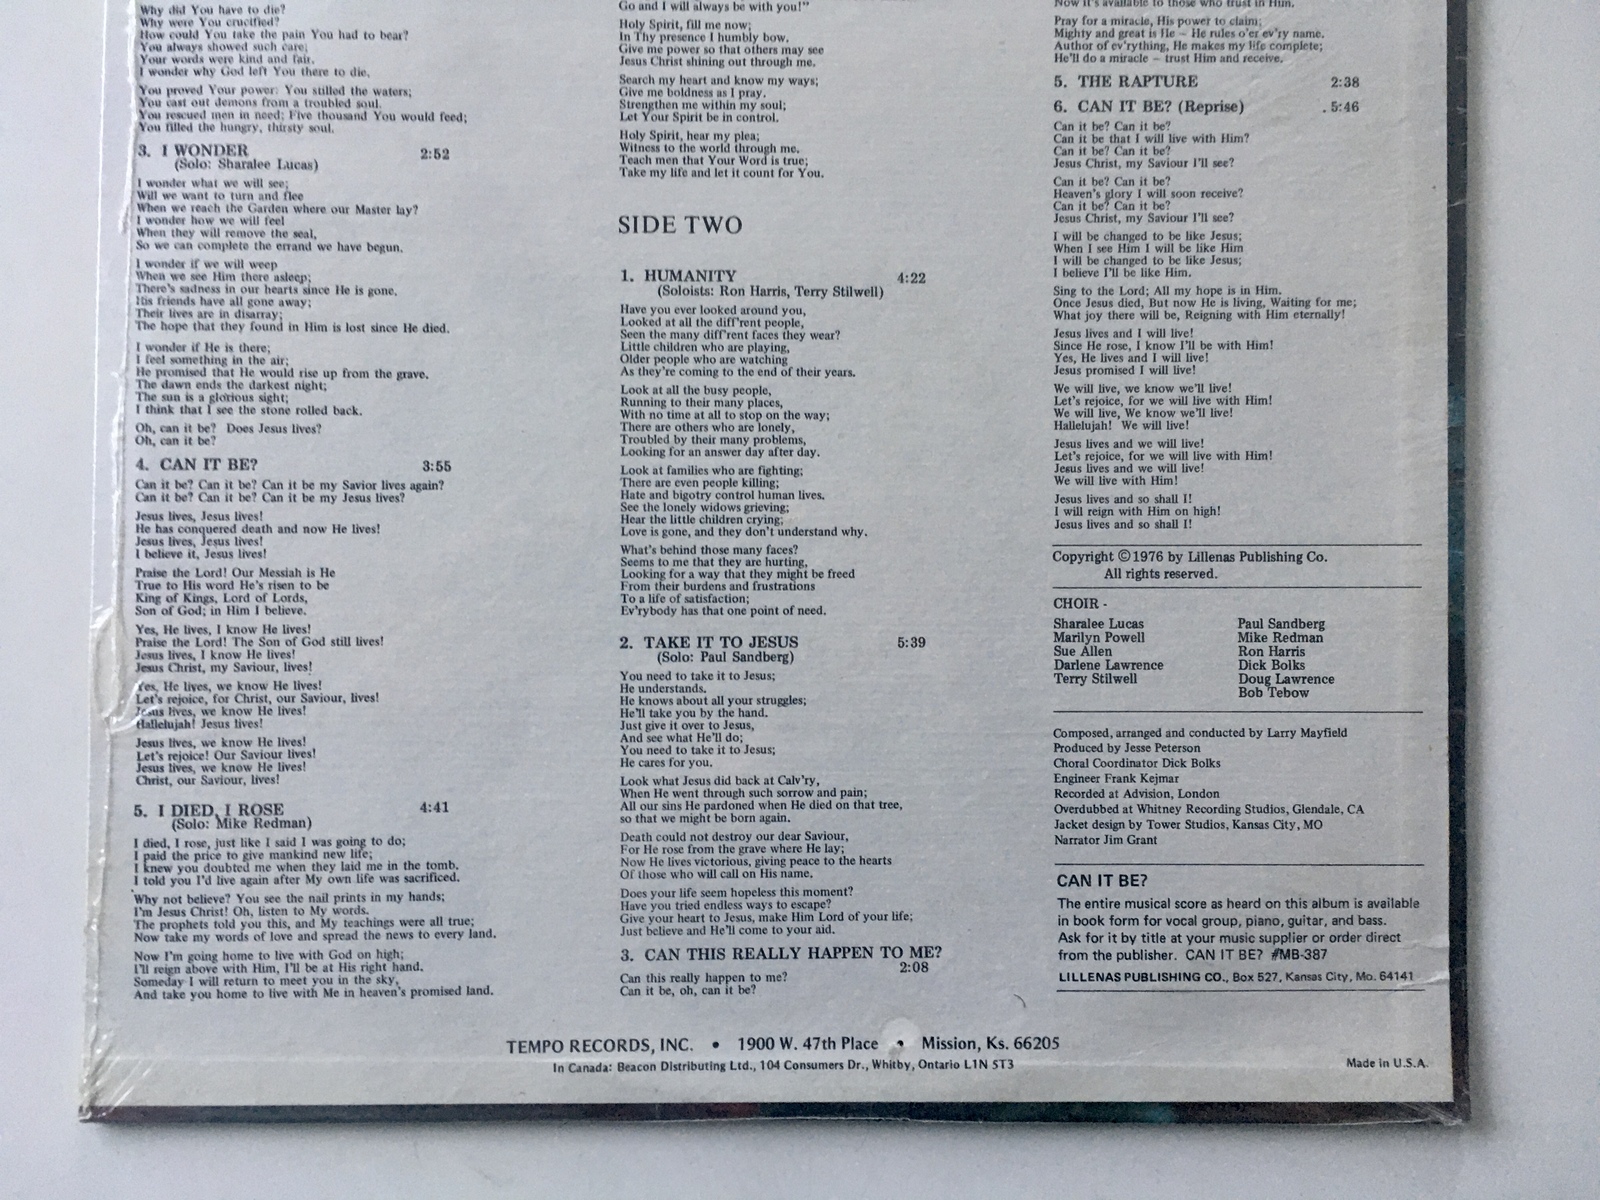 Why did You have to die?
Why were You crucified?
How could You take the pain You had to bear?
You always showed such care;
Your words were kind and fair.
I wonder why God left You there to die.
You proved Your power: You stilled the waters;
You cast out demons from a troubled soul.
You rescued men in need; Five thousand You would feed;
You filled the hungry, thirsty soul.
3. I WONDER 2:52
(Solo: Sharalee Lucas)
I wonder what we will see;
Will we want to turn and flee
When we reach the Garden where our Master lay?
I wonder how we will feel
When they will remove the seal,
So we can complete the errand we have begun.
I wonder if we will weep
When we see Him there asleep;
There's sadness in our hearts since He is gone.
His friends have all gone away;
Their lives are in disarray;
The hope that they found in Him is lost since He died.
I wonder if He is there;
I feel something in the air;
He promised that He would rise up from the grave.
The dawn ends the darkest night;
The sun is a glorious sight;
I think that I see the stone rolled back.
Oh, can it be? Does Jesus lives?
Oh, can it be?
4. CAN IT BE? 3:55
Can it be? Can it be? Can it be my Savior lives again?
Can it be? Can it be? Can it be my Jesus lives?
Jesus lives, Jesus lives!
He has conquered death and now He lives!
Jesus lives, Jesus lives!
I believe it, Jesus lives!
Praise the Lord! Our Messiah is He
True to His word He's risen to be
King of Kings, Lord of Lords,
Son of God; in Him I believe.
Yes, He lives, I know He lives!
Praise the Lord! The Son of God still lives!
Jesus lives, I know He lives!
Jesus Christ, my Saviour, lives!
Yes, He lives, we know He lives!
Let's rejoice, for Christ, our Saviour, lives!
Jesus lives, we know He lives!
Hallelujah! Jesus lives!
Jesus lives, we know He lives!
Let's rejoice! Our Saviour lives!
Jesus lives, we know He lives!
Christ, our Saviour, lives!
5. I DIED, I ROSE 4:41
(Solo: Mike Redman)
I died, I rose, just like I said I was going to do;
I paid the price to give mankind new life;
I knew you doubted me when they laid me in the tomb.
I told you I'd live again after My own life was sacrificed.
Why not believe? You see the nail prints in my hands;
I'm Jesus Christ! Oh, listen to My words.
The prophets told you this, and My teachings were all true;
Now take my words of love and spread the news to every land.
Now I'm going home to live with God on high;
I'll reign above with Him, I'll be at His right hand.
Someday I will return to meet you in the sky,
And take you home to live with Me in heaven's promised land.
Go and I will always be with you!"
Holy Spirit, fill me now;
In Thy presence I humbly bow.
Give me power so that others may see
Jesus Christ shining out through me.
Search my heart and know my ways;
Give me boldness as I pray.
Strengthen me within my soul;
Let Your Spirit be in control.
Holy Spirit, hear my plea;
Witness to the world through me.
Teach men that Your Word is true;
Take my life and let it count for You.
SIDE TWO
1. HUMANITY 4:22
(Soloists: Ron Harris, Terry Stilwell)
Have you ever looked around you,
Looked at all the diff'rent people,
Seen the many diff'rent faces they wear?
Little children who are playing,
Older people who are watching
As they're coming to the end of their years.
Look at all the busy people,
Running to their many places,
With no time at all to stop on the way;
There are others who are lonely,
Troubled by their many problems,
Looking for an answer day after day.
Look at families who are fighting;
There are even people killing;
Hate and bigotry control human lives.
See the lonely widows grieving;
Hear the little children crying;
Love is gone, and they don't understand why.
What's behind those many faces?
Seems to me that they are hurting,
Looking for a way that they might be freed
From their burdens and frustrations
To a life of satisfaction;
Ev'rybody has that one point of need.
2. TAKE IT TO JESUS 5:39
(Solo: Paul Sandberg)
You need to take it to Jesus;
He understands.
He knows about all your struggles;
He'll take you by the hand.
Just give it over to Jesus,
And see what He'll do;
You need to take it to Jesus;
He cares for you.
Look what Jesus did back at Calv'ry,
When He went through such sorrow and pain;
All our sins He pardoned when He died on that tree,
so that we might be born again.
Death could not destroy our dear Saviour,
For He rose from the grave where He lay;
Now He lives victorious, giving peace to the hearts
Of those who will call on His name.
Does your life seem hopeless this moment?
Have you tried endless ways to escape?
Give your heart to Jesus, make Him Lord of your life;
Just believe and He'll come to your aid.
3. CAN THIS REALLY HAPPEN TO ME?
2:08
Can this really happen to me?
Can it be, oh, can it be?
Now it's available to those who trust in Him.
Pray for a miracle, His power to claim;
Mighty and great is He — He rules o'er ev'ry name.
Author of ev'rything, He makes my life complete;
He'll do a miracle — trust Him and receive.
5. THE RAPTURE 2:38
6. CAN IT BE? (Reprise) 5:46
Can it be? Can it be?
Can it be that I will live with Him?
Can it be? Can it be?
Jesus Christ, my Saviour I'll see?
Can it be? Can it be?
Heaven's glory I will soon receive?
Can it be? Can it be?
Jesus Christ, my Saviour I'll see?
I will be changed to be like Jesus;
When I see Him I will be like Him
I will be changed to be like Jesus;
I believe I'll be like Him.
Sing to the Lord; All my hope is in Him.
Once Jesus died, But now He is living, Waiting for me;
What joy there will be, Reigning with Him eternally!
Jesus lives and I will live!
Since He rose, I know I'll be with Him!
Yes, He lives and I will live!
Jesus promised I will live!
We will live, we know we'll live!
Let's rejoice, for we will live with Him!
We will live, We know we'll live!
Hallelujah! We will live!
Jesus lives and we will live!
Let's rejoice, for we will live with Him!
Jesus lives and we will live!
We will live with Him!
Jesus lives and so shall I!
I will reign with Him on high!
Jesus lives and so shall I!
Copyright ©1976 by Lillenas Publishing Co.
All rights reserved.
CHOIR -
Sharalee Lucas Paul Sandberg
Marilyn Powell Mike Redman
Sue Allen Ron Harris
Darlene Lawrence Dick Bolks
Terry Stilwell Doug Lawrence
Bob Tebow
Composed, arranged and conducted by Larry Mayfield
Produced by Jesse Peterson
Choral Coordinator Dick Bolks
Engineer Frank Kejmar
Recorded at Advision, London
Overdubbed at Whitney Recording Studios, Glendale, CA
Jacket design by Tower Studios, Kansas City, MO
Narrator Jim Grant
CAN IT BE?
The entire musical score as heard on this album is available
in book form for vocal group, piano, guitar, and bass.
Ask for it by title at your music supplier or order direct
from the publisher. CAN IT BE? #MB-387
LILLENAS PUBLISHING CO., Box 527, Kansas City, Mo. 64141
TEMPO RECORDS, INC. • 1900 W. 47th Place • Mission, Ks. 66205
In Canada: Beacon Distributing Ltd., 104 Consumers Dr., Whitby, Ontario L1N 5T3
Made in U.S.A.